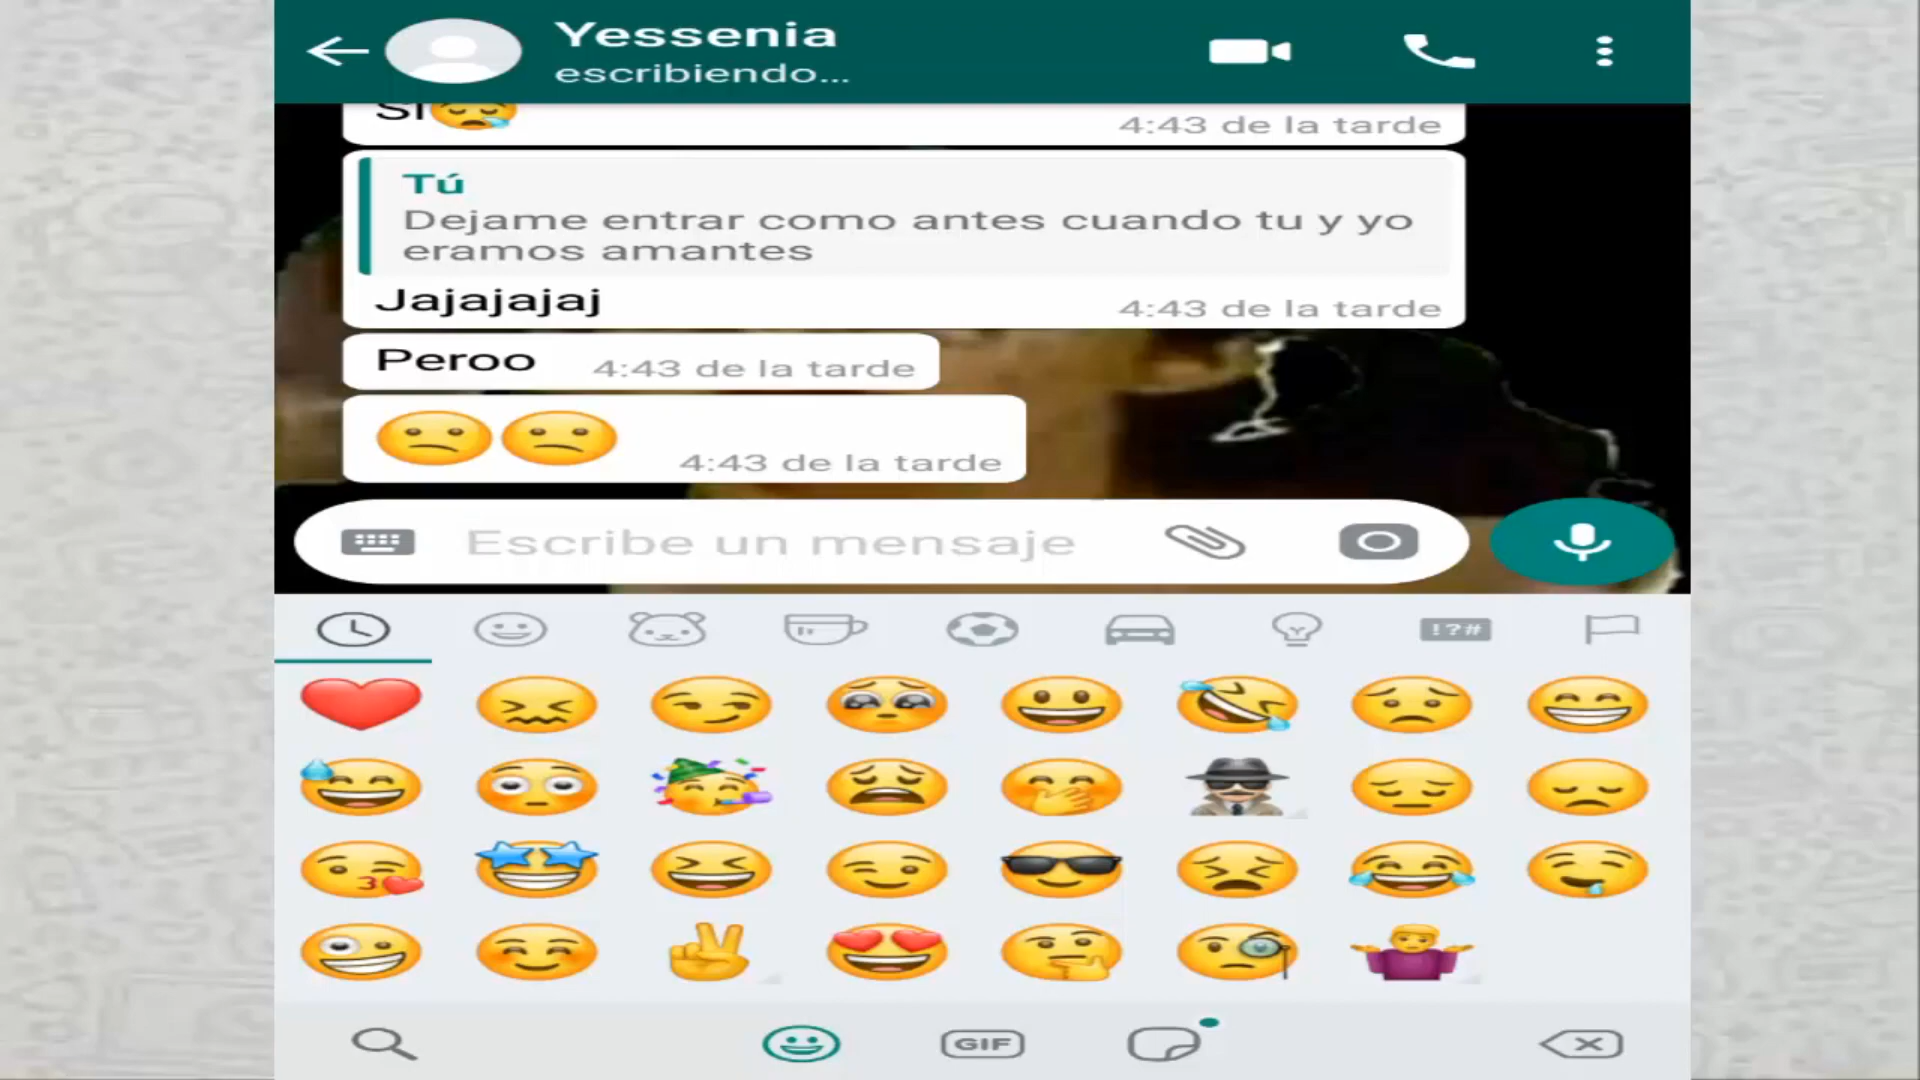 Yessenia
escribiendo...
Si
4:43 de la tarde
Tú
Dejame entrar como antes cuando tu y yo
eramos amantes
Jajajajaj 4:43 de la tarde
Peroo 4:43 de la tarde
4:43 de la tarde
Escribe un mensaje
!?#
GIF